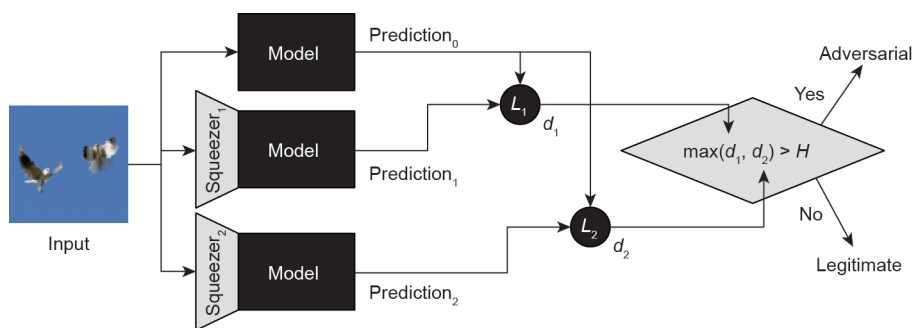 Input
Model
Prediction₀
Squeezer₁
Model
Prediction₁
Squeezer₂
Model
Prediction₂
L₁
d₁
L₂
d₂
max(d₁, d₂) > H
Yes
Adversarial
No
Legitimate